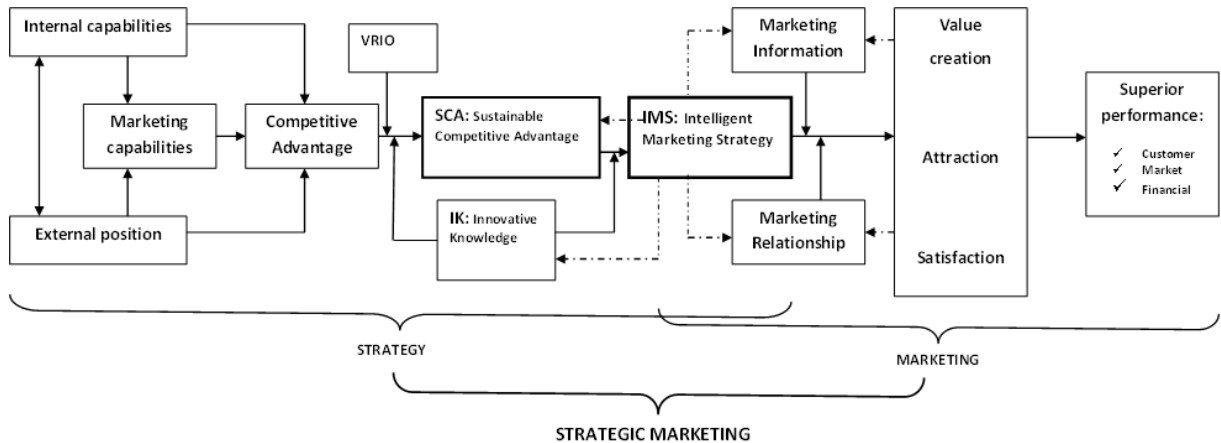 Internal capabilities
Marketing
capabilities
External position
Competitive
Advantage
VRIO
SCA: Sustainable
Competitive Advantage
IK: Innovative
Knowledge
IMS: Intelligent
Marketing Strategy
Marketing
Information
Marketing
Relationship
Value
creation
Attraction
Satisfaction
Superior
performance:
✓ Customer
✓ Market
✓ Financial
STRATEGY
MARKETING
STRATEGIC MARKETING